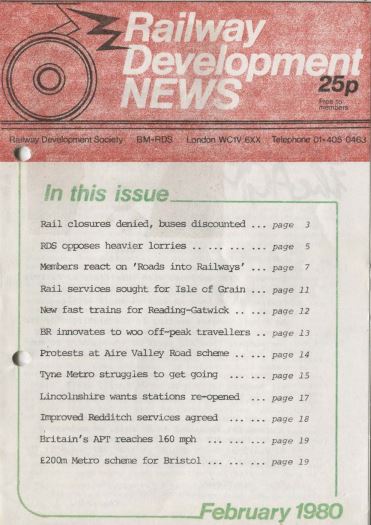 Railway
Development
NEWS
25p
Free to
members
Railway Development Society BM-RDS London WC1V 6XX Telephone 01-405 0463
In this issue
Rail closures denied, buses discounted ... page 3
RDS opposes heavier lorries .. ... ... ... page 5
Members react on 'Roads into Railways' ... page 7
Rail services sought for Isle of Grain ... page 11
New fast trains for Reading-Gatwick .. ... page 12
BR innovates to woo off-peak travellers .. page 13
Protests at Aire Valley Road scheme .. ... page 14
Tyne Metro struggles to get going ... ... page 15
Lincolnshire wants stations re-opened ... page 17
Improved Redditch services agreed ... ... page 18
Britain's APT reaches 160 mph ... ... ... page 19
£200m Metro scheme for Bristol ... ... ... page 19
February 1980